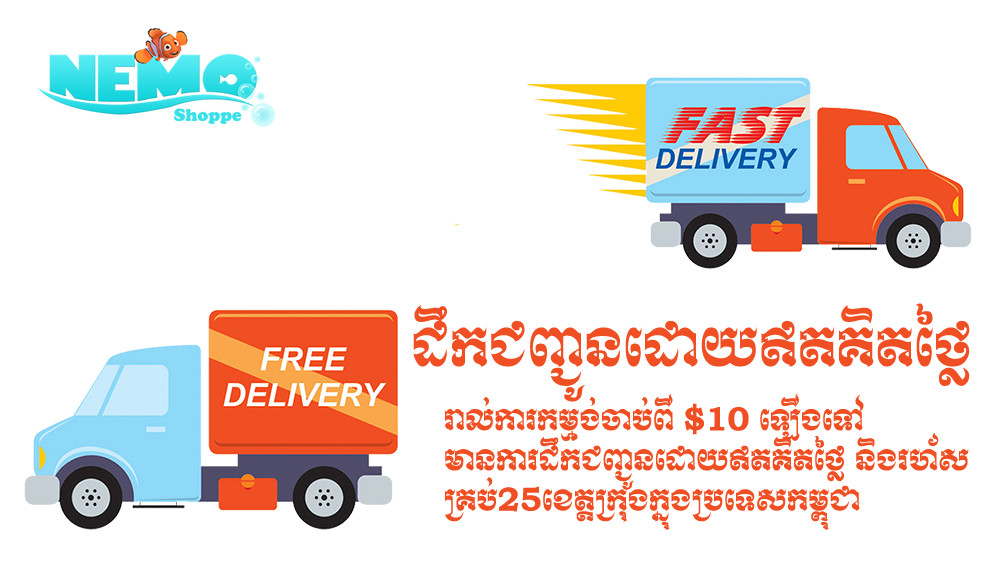 NEMO
Shoppe
FAST
DELIVERY
FREE
DELIVERY
ដឹកជញ្ជូនដោយឥតគិតថ្លៃ
រាល់ការកម្មង់ចាប់ពី $10 ឡើងទៅ
មានការដឹកជញ្ជូនដោយឥតគិតថ្លៃ និងរហ័ស
គ្រប់25ខេត្តក្រុងក្នុងប្រទេសកម្ពុជា